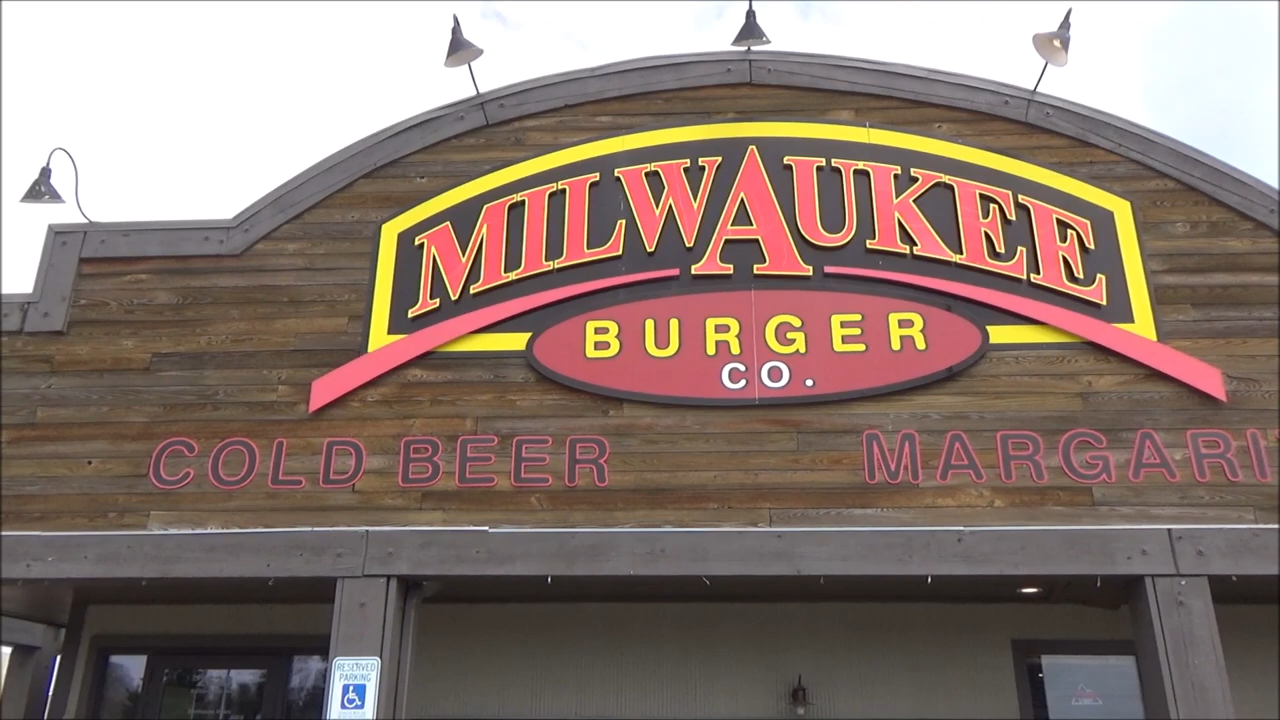 MILWAUKEE
BURGER
CO.
COLD BEER MARGARI
RESERVED
PARKING